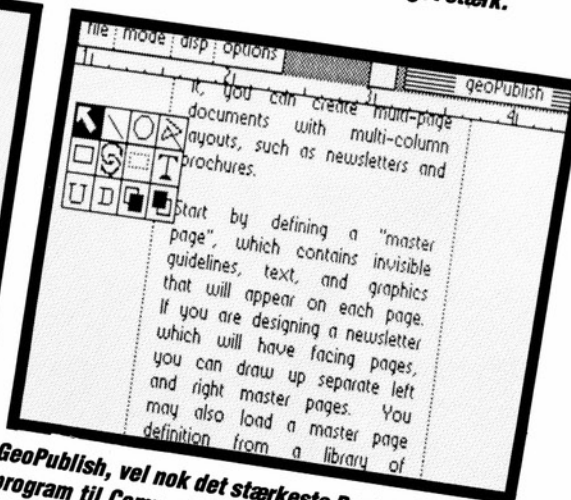 file mode disp options
geoPublish
1 2 3 4
it, you can create multi-page
documents with multi-column
layouts, such as newsletters and
brochures.
T
U D
Start by defining a "master
page", which contains invisible
guidelines, text, and graphics
that will appear on each page.
If you are designing a newsletter
which will have facing pages,
you can draw up separate left
and right master pages. You
may also load a master page
definition from a library of
GeoPublish, vel nok det stærkeste
program til